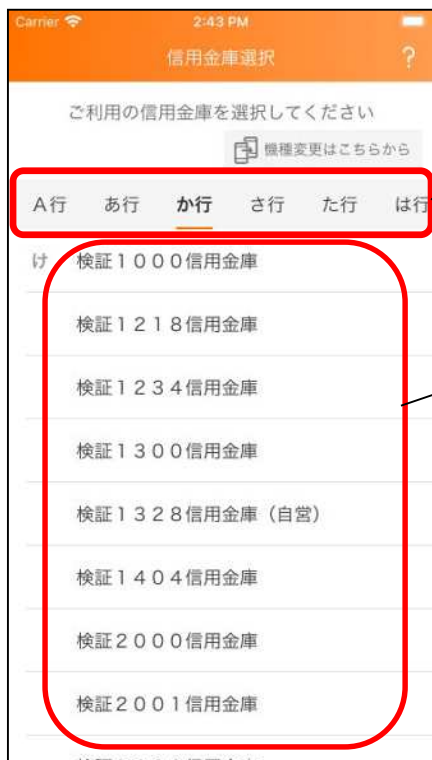 Carrier 2:43 PM
信用金庫選択 ?
ご利用の信用金庫を選択してください
機種変更はこちらから
A行 あ行 か行 さ行 た行 は行
け 検証1000信用金庫
検証1218信用金庫
検証1234信用金庫
検証1300信用金庫
検証1328信用金庫（自営）
検証1404信用金庫
検証2000信用金庫
検証2001信用金庫